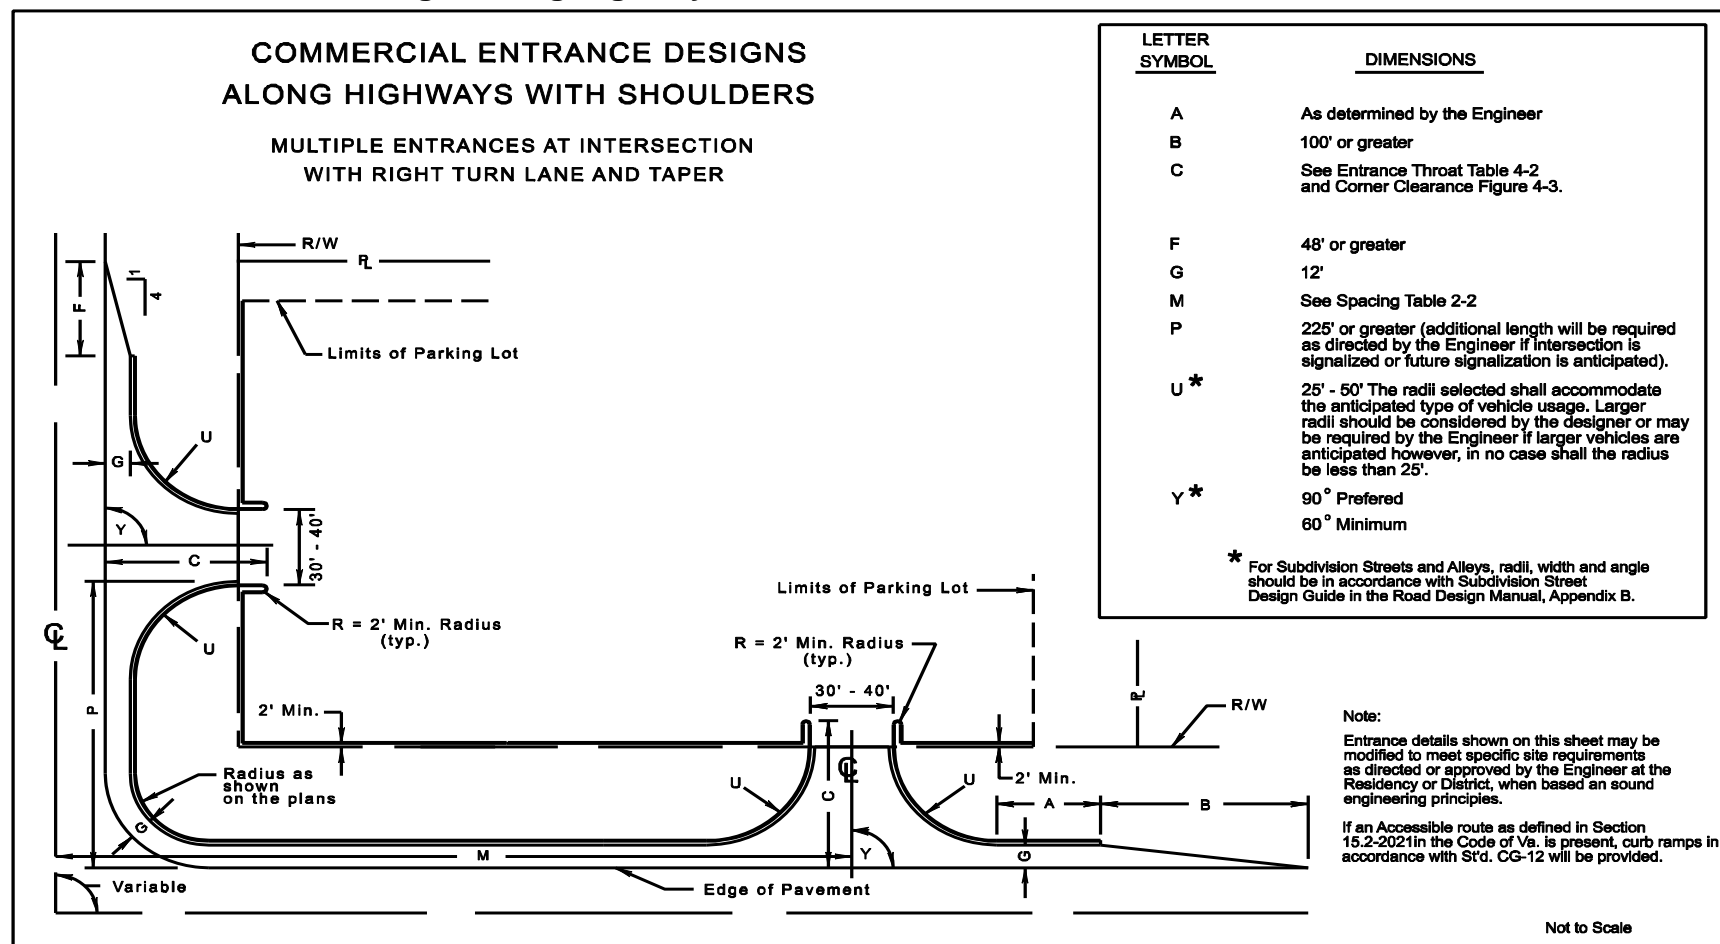 COMMERCIAL ENTRANCE DESIGNS
ALONG HIGHWAYS WITH SHOULDERS
MULTIPLE ENTRANCES AT INTERSECTION
WITH RIGHT TURN LANE AND TAPER
LETTER
SYMBOL
DIMENSIONS
A As determined by the Engineer
B 100' or greater
C See Entrance Throat Table 4-2
and Corner Clearance Figure 4-3.
F 48' or greater
G 12'
M See Spacing Table 2-2
P 225' or greater (additional length will be required
as directed by the Engineer if intersection is
signalized or future signalization is anticipated).
U * 25' - 50' The radii selected shall accommodate
the anticipated type of vehicle usage. Larger
radii should be considered by the designer or may
be required by the Engineer if larger vehicles are
anticipated however, in no case shall the radius
be less than 25'.
Y * 90° Prefered
60° Minimum
* For Subdivision Streets and Alleys, radii, width and angle
should be in accordance with Subdivision Street
Design Guide in the Road Design Manual, Appendix B.
R/W
PL
1
4
F
Limits of Parking Lot
U
G
Y
C
30' - 40'
CL
R = 2' Min. Radius
(typ.)
U
P
2' Min.
Radius as
shown
on the plans
G
M
Variable
Edge of Pavement
Limits of Parking Lot
R = 2' Min. Radius
(typ.)
30' - 40'
PL
R/W
CL
C
U
U
2' Min.
A
B
Y
G
Note:
Entrance details shown on this sheet may be
modified to meet specific site requirements
as directed or approved by the Engineer at the
Residency or District, when based an sound
engineering principies.
If an Accessible route as defined in Section
15.2-2021in the Code of Va. is present, curb ramps in
accordance with St'd. CG-12 will be provided.
Not to Scale